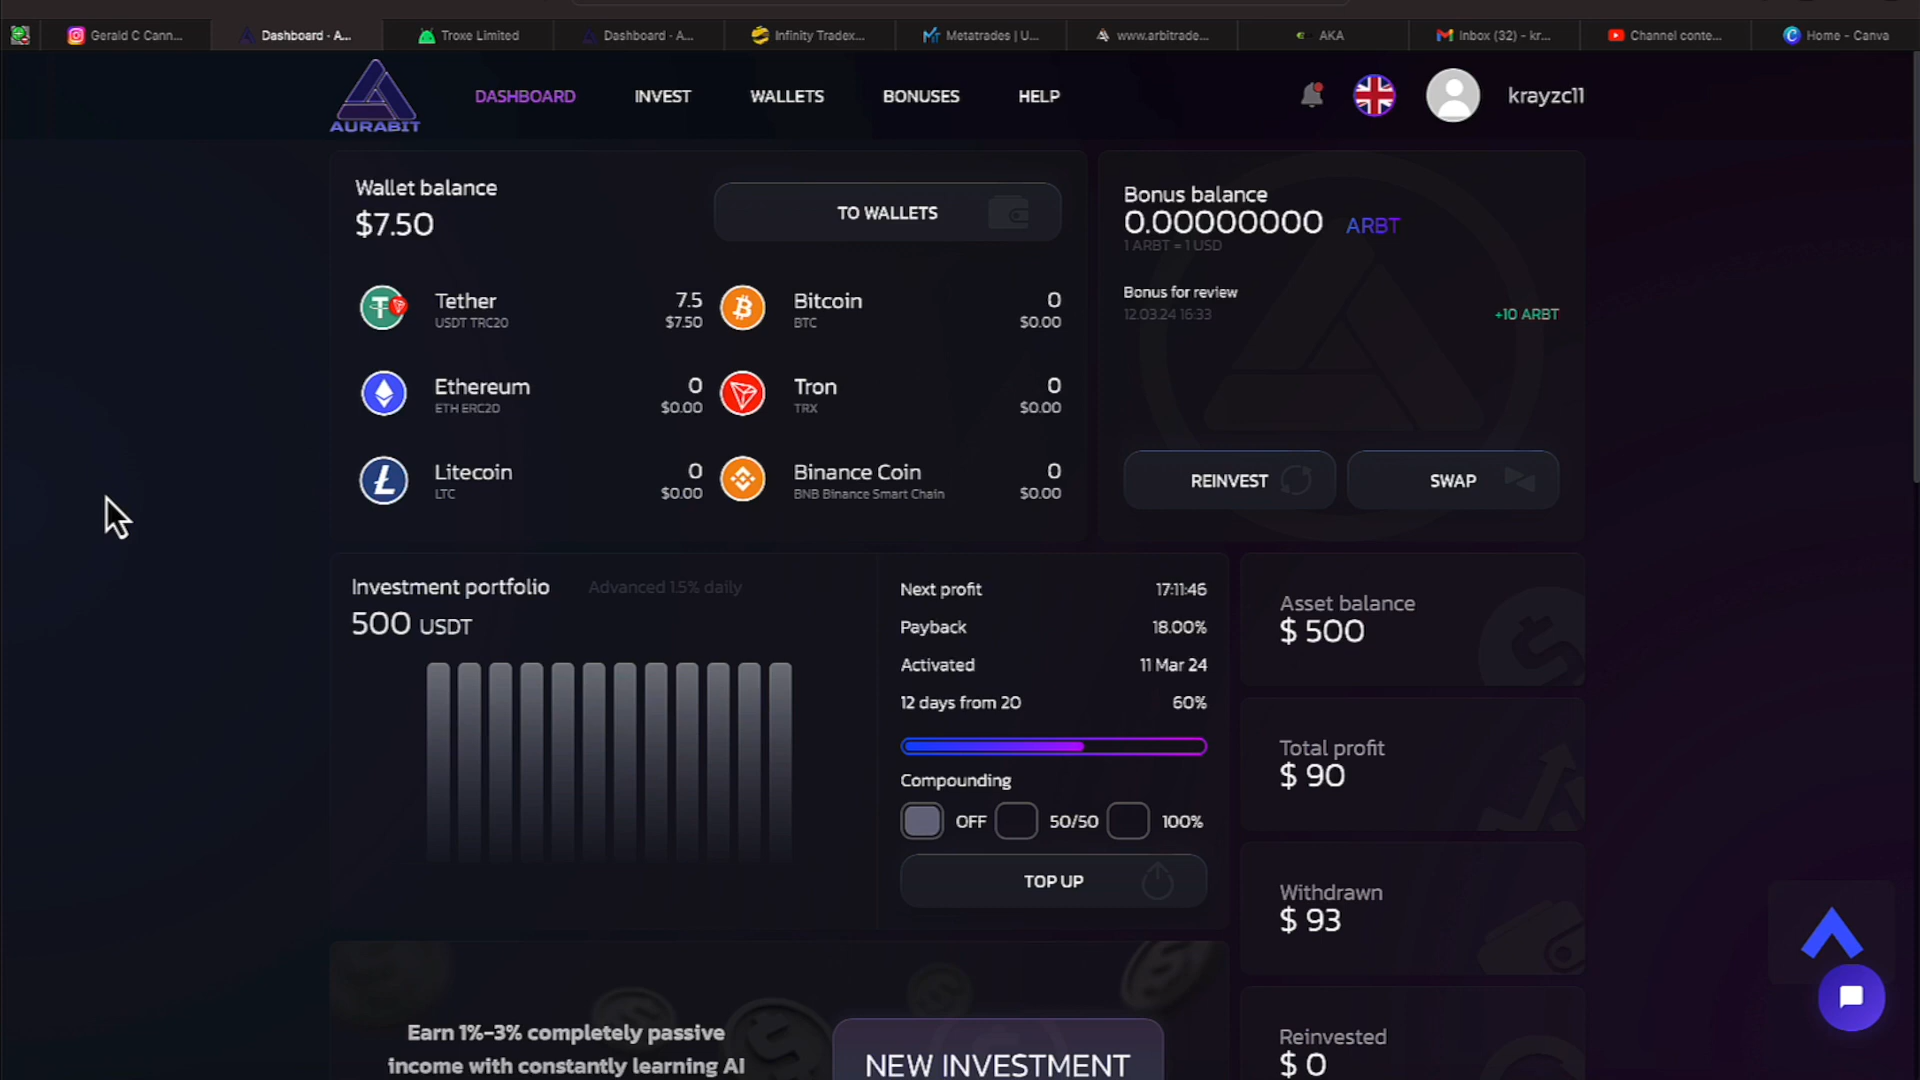 Gerald C Cann...
Dashboard - A...
Troxe Limited
Dashboard - A...
Infinity Tradex...
Metatrades | U...
www.arbitrade...
AKA
Inbox (32) - kr...
Channel conte...
Home - Canva
AURABIT
DASHBOARD
INVEST
WALLETS
BONUSES
HELP
krayzc11
Wallet balance
$7.50
TO WALLETS
Tether 7.5
USDT TRC20 $7.50
Bitcoin 0
BTC $0.00
Ethereum 0
ETH ERC20 $0.00
Tron 0
TRX $0.00
Litecoin 0
LTC $0.00
Binance Coin 0
BNB Binance Smart Chain $0.00
Bonus balance
0.00000000 ARBT
1 ARBT = 1 USD
Bonus for review
12.03.24 16:33 +10 ARBT
REINVEST
SWAP
Investment portfolio Advanced 1.5% daily
500 USDT
Next profit 17:11:46
Payback 18.00%
Activated 11 Mar 24
12 days from 20 60%
Compounding
OFF 50/50 100%
TOP UP
Asset balance
$ 500
Total profit
$ 90
Withdrawn
$ 93
Reinvested
$ 0
Earn 1%-3% completely passive
income with constantly learning AI
NEW INVESTMENT